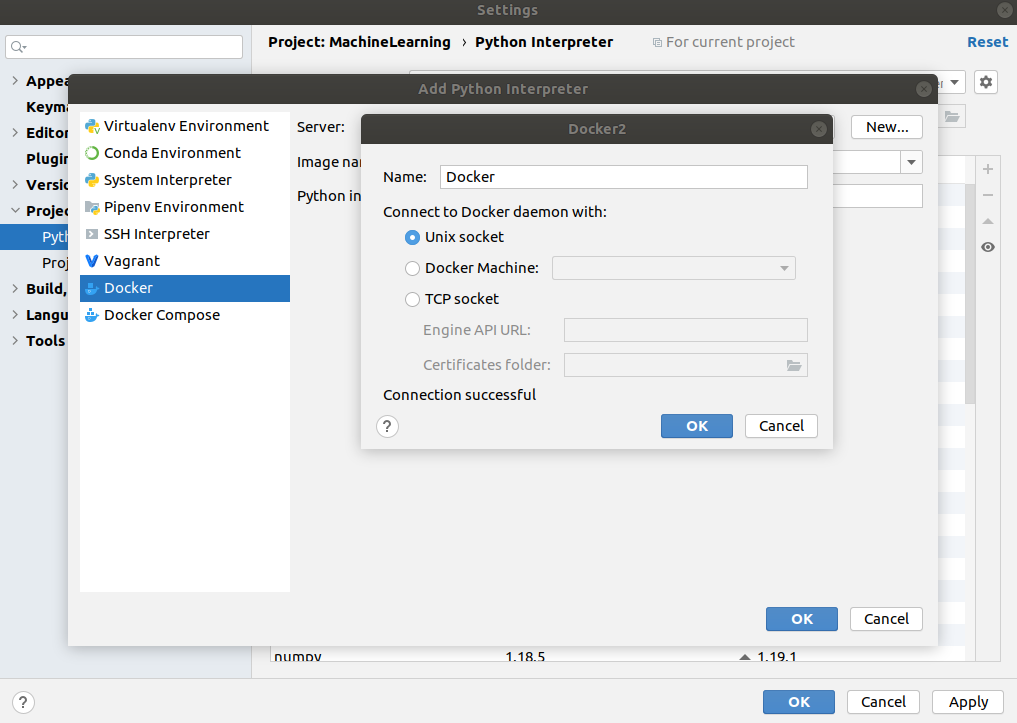 Settings
Project: MachineLearning › Python Interpreter
For current project
Reset
Appea
Keyma
Editor
Plugin
Versio
Projec
Pyth
Proj
Build,
Langu
Tools
Add Python Interpreter
Virtualenv Environment
Conda Environment
System Interpreter
Pipenv Environment
SSH Interpreter
Vagrant
Docker
Docker Compose
Server:
New...
Image nar
Python in
Docker2
Name: Docker
Connect to Docker daemon with:
Unix socket
Docker Machine:
TCP socket
Engine API URL:
Certificates folder:
Connection successful
? OK Cancel
OK Cancel
numpy 1.18.5 1.19.1
? OK Cancel Apply